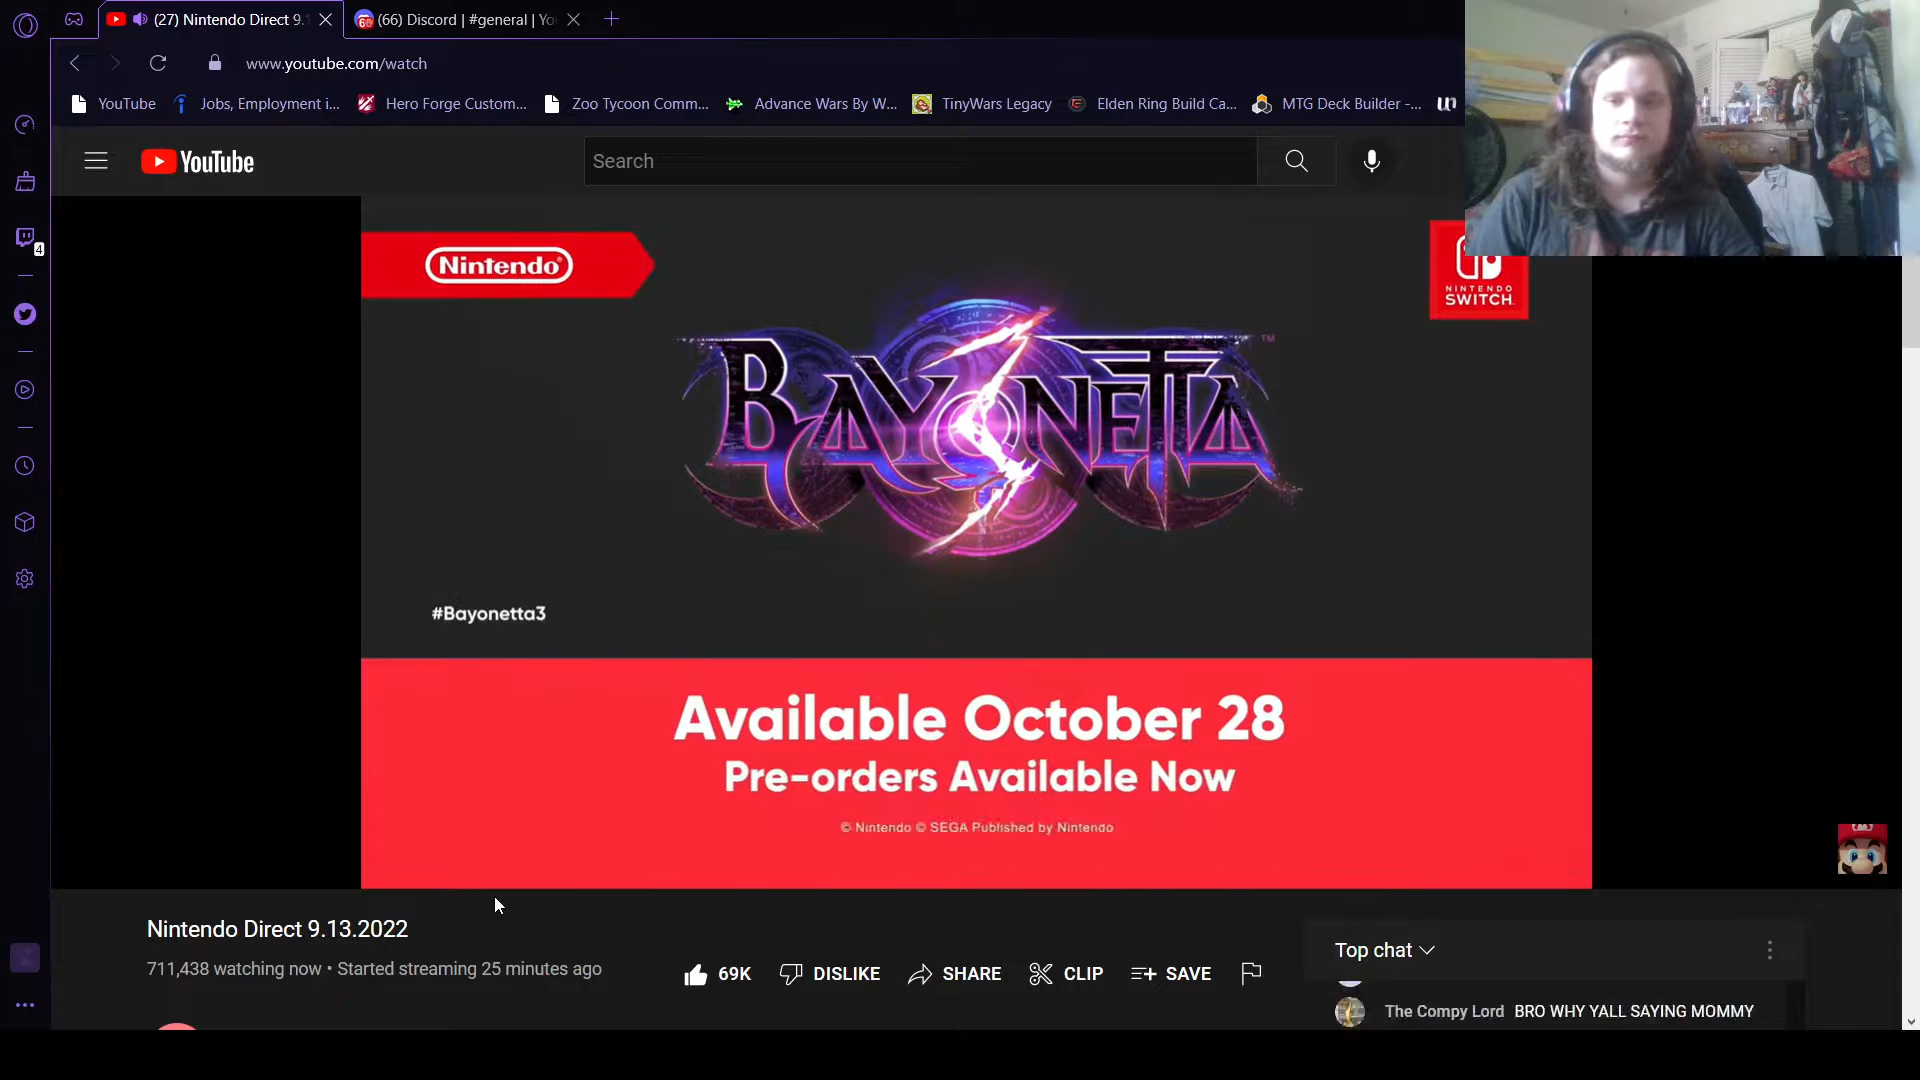 (27) Nintendo Direct 9.
(66) Discord | #general | Yo
www.youtube.com/watch
YouTube
Jobs, Employment i...
Hero Forge Custom...
Zoo Tycoon Comm...
Advance Wars By W...
TinyWars Legacy
Elden Ring Build Ca...
MTG Deck Builder -...
YouTube
Search
4
Nintendo
NINTENDO
SWITCH
BAYONETTA
3
™
#Bayonetta3
Available October 28
Pre-orders Available Now
© Nintendo © SEGA Published by Nintendo
Nintendo Direct 9.13.2022
711,438 watching now • Started streaming 25 minutes ago
69K
DISLIKE
SHARE
CLIP
SAVE
Top chat
The Compy Lord BRO WHY YALL SAYING MOMMY